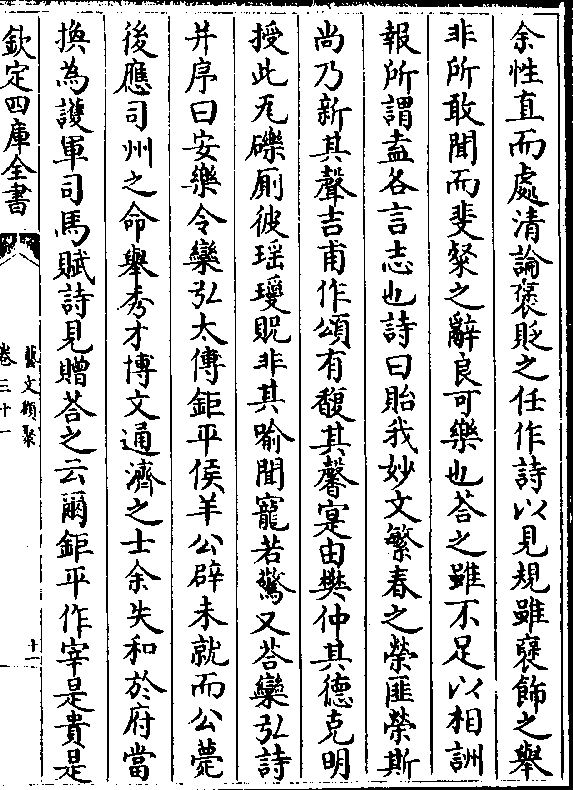 余性直而處清論褒貶之任作詩以見規雖襃飾之舉
非所敢聞而斐粲之辭良可樂也荅之雖不足以相詶
報所謂盍各言志也詩曰貽我妙文繁春之榮匪榮斯
尚乃新其聲吉甫作頌有馥其馨寔由樊仲其德克明
授此无礫厠彼瑶瓊貺非其喻聞寵若驚又荅欒弘詩
并序曰安樂令欒弘太傅鉅平侯羊公辟未就而公薨
後應司州之命舉秀才博文通濟之士余失和於府當
換為護軍司馬賦詩見贈荅之云爾鉅平作宰是貴是
欽定四庫全書
藝文類聚
卷三十一
十一